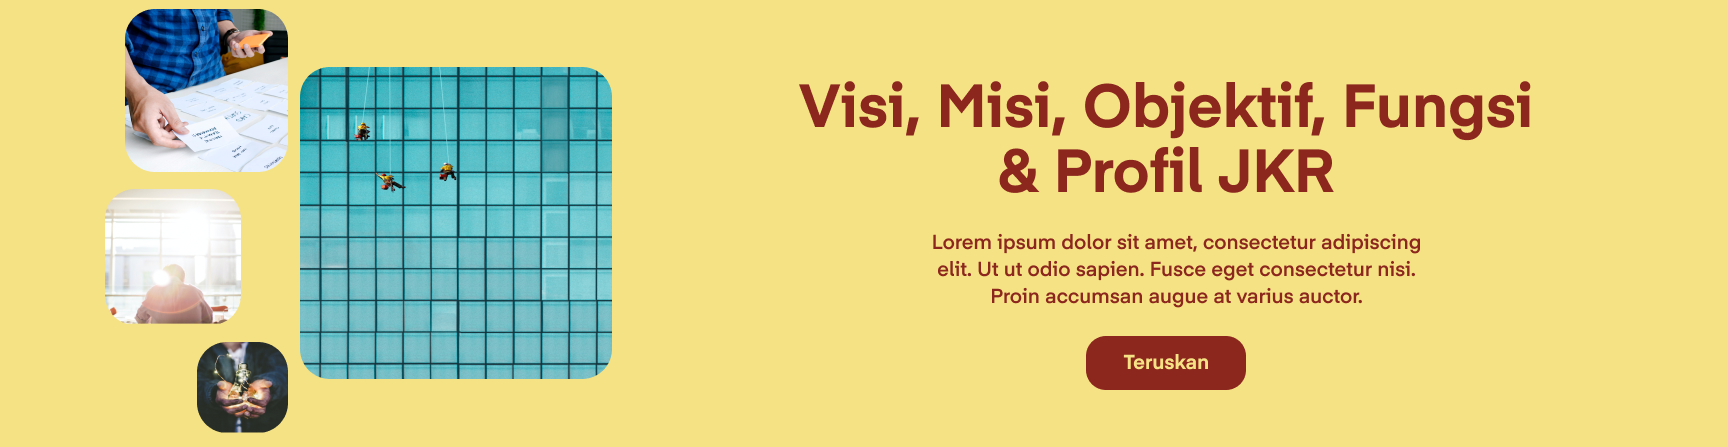 Visi, Misi, Objektif, Fungsi
& Profil JKR
Lorem ipsum dolor sit amet, consectetur adipiscing
elit. Ut ut odio sapien. Fusce eget consectetur nisi.
Proin accumsan augue at varius auctor.
Teruskan